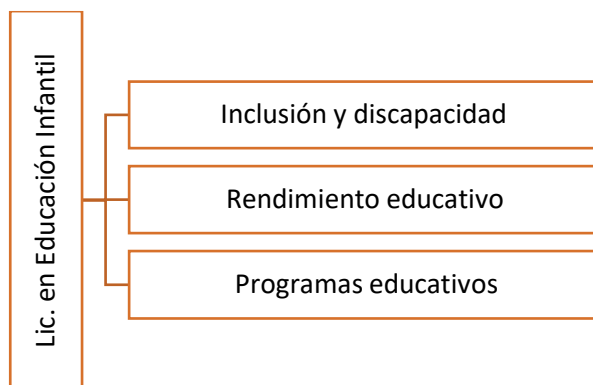 Lic. en Educación Infantil
Inclusión y discapacidad
Rendimiento educativo
Programas educativos